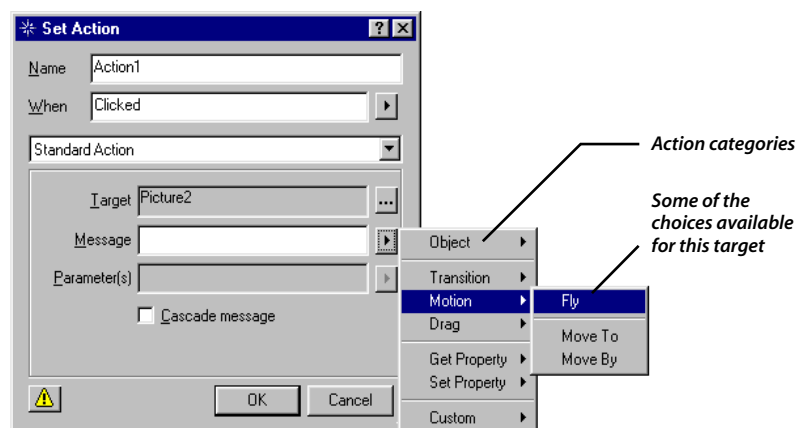 Set Action
Name Action1
When Clicked
Standard Action
Target Picture2 ...
Message
Parameter(s)
Cascade message
OK Cancel
Object
Transition
Motion
Drag
Get Property
Set Property
Custom
Fly
Move To
Move By
Action categories
Some of the
choices available
for this target